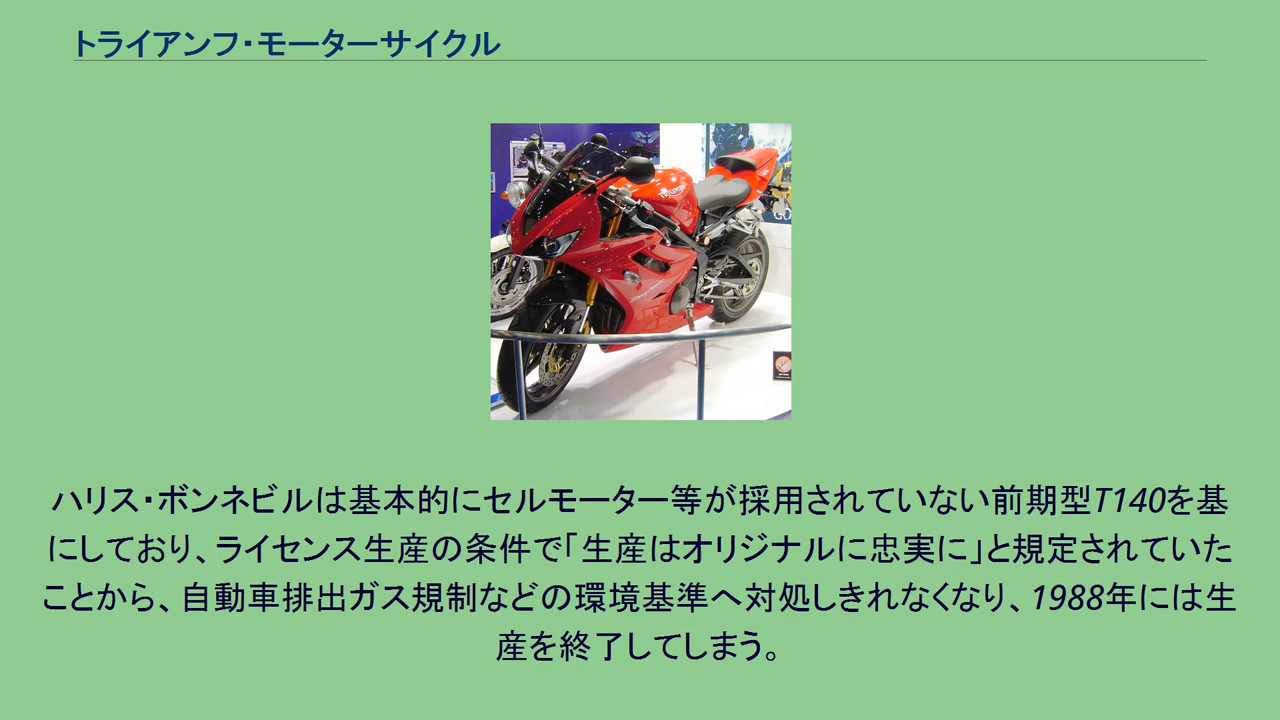 トライアンフ・モーターサイクル
TRIUMPH
ハリス・ボンネビルは基本的にセルモーター等が採用されていない前期型T140を基
にしており、ライセンス生産の条件で「生産はオリジナルに忠実に」と規定されていた
ことから、自動車排出ガス規制などの環境基準へ対処しきれなくなり、1988年には生
産を終了してしまう。